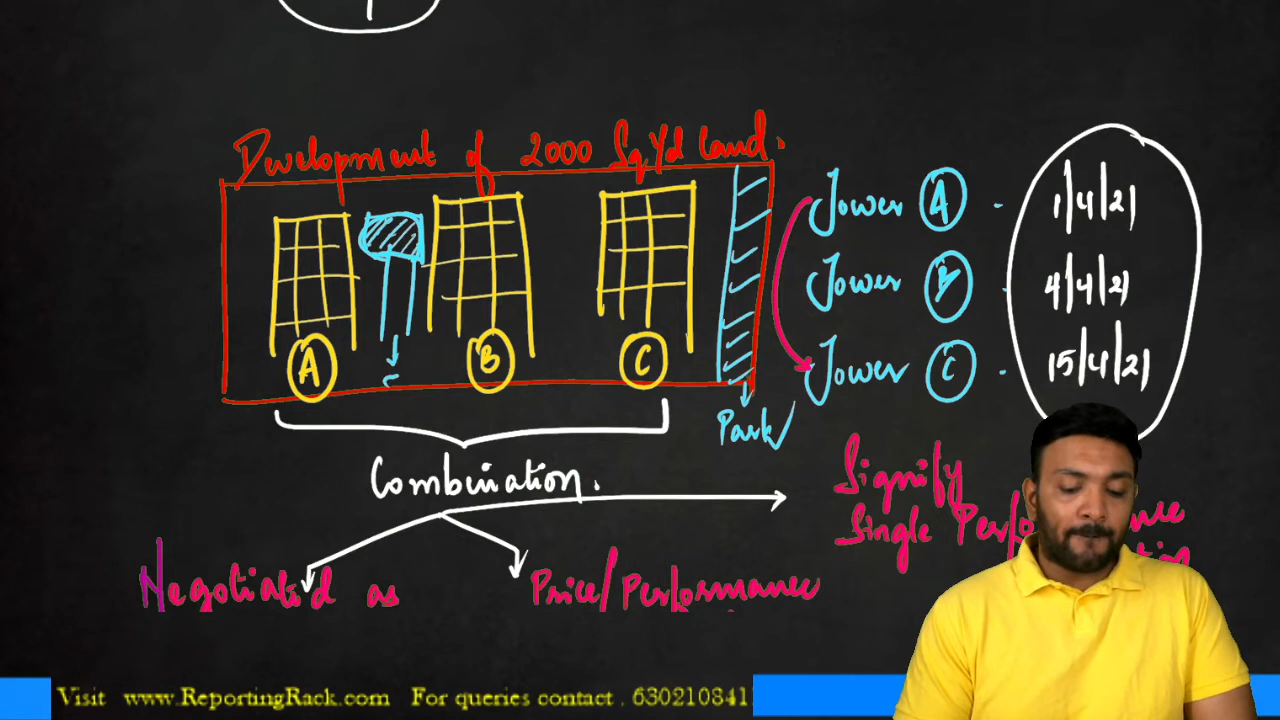 Development of 2000 Sq.Yd land.
A
B
C
Park
Tower A - 1/4/21
Tower B - 4/4/21
Tower C - 15/4/21
Combination.
Signify
Single
Negotiated as
Price/Performance
Visit www.ReportingRack.com For queries contact . 63021084